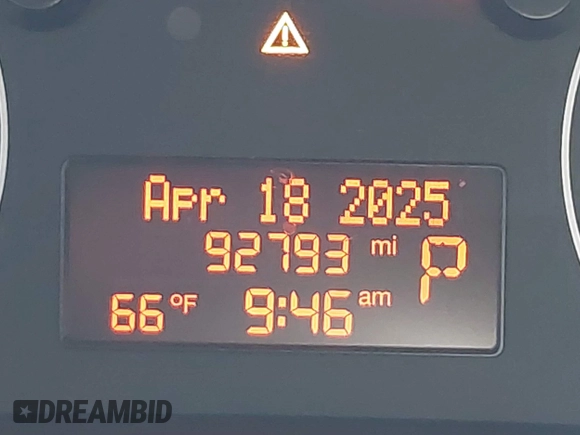 Apr 18 2025
92793 mi P
66 °F 9:46 am
DREAMBID